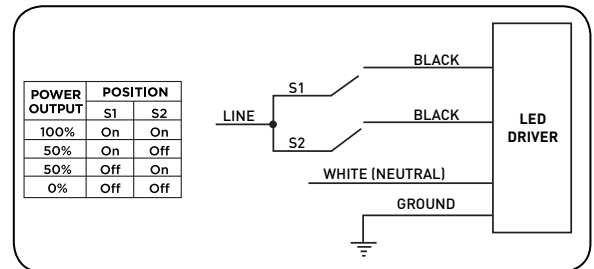 POWER OUTPUT POSITION
S1 S2
100% On On
50% On Off
50% Off On
0% Off Off
LINE
S1
S2
BLACK
BLACK
WHITE (NEUTRAL)
GROUND
LED
DRIVER